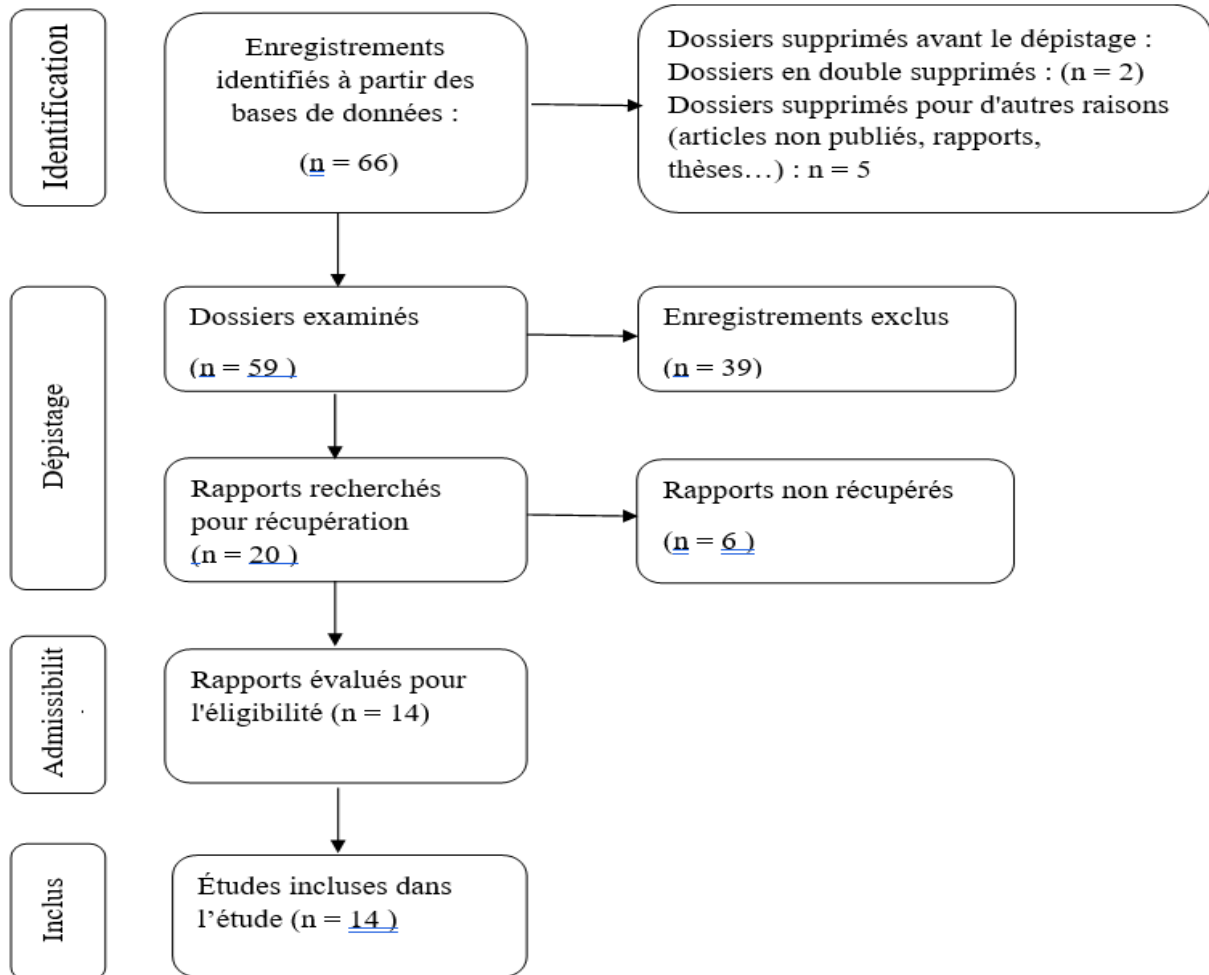 Identification
Enregistrements
identifiés à partir des
bases de données :
(n = 66)
Dossiers supprimés avant le dépistage :
Dossiers en double supprimés : (n = 2)
Dossiers supprimés pour d'autres raisons
(articles non publiés, rapports,
thèses…) : n = 5
Dépistage
Dossiers examinés
(n = 59 )
Enregistrements exclus
(n = 39)
Rapports recherchés
pour récupération
(n = 20 )
Rapports non récupérés
(n = 6 )
Admissibilit
Rapports évalués pour
l'éligibilité (n = 14)
Inclus
Études incluses dans
l’étude (n = 14 )